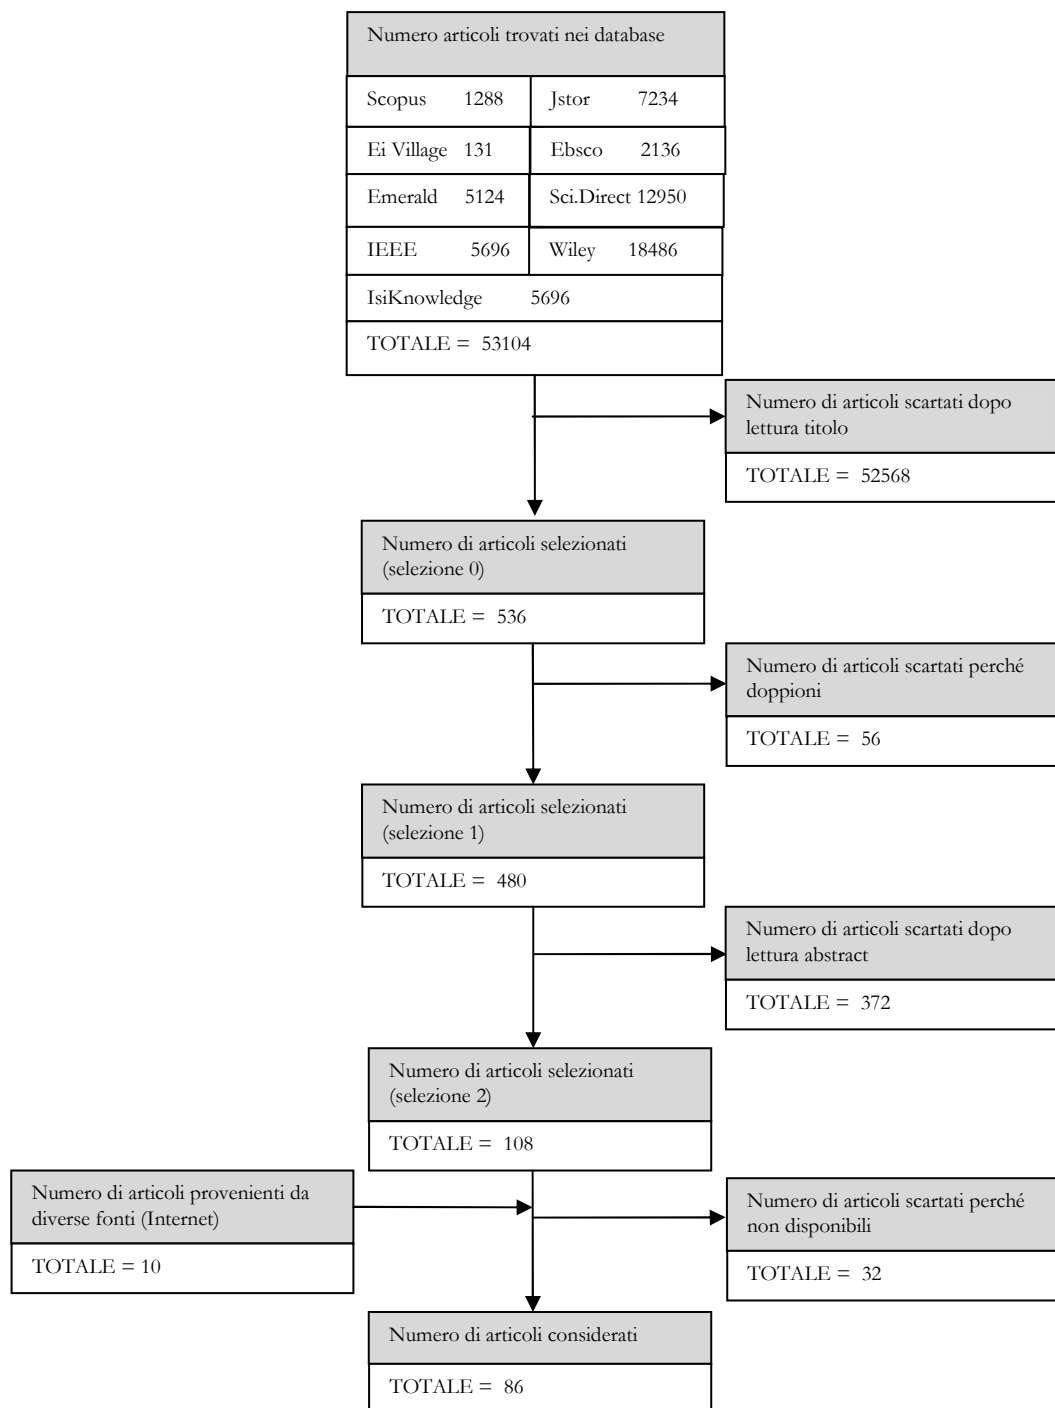 Numero articoli trovati nei database
Scopus 1288 Jstor 7234
Ei Village 131 Ebsco 2136
Emerald 5124 Sci.Direct 12950
IEEE 5696 Wiley 18486
IsiKnowledge 5696
TOTALE = 53104
Numero di articoli scartati dopo
lettura titolo
TOTALE = 52568
Numero di articoli selezionati
(selezione 0)
TOTALE = 536
Numero di articoli scartati perché
doppioni
TOTALE = 56
Numero di articoli selezionati
(selezione 1)
TOTALE = 480
Numero di articoli scartati dopo
lettura abstract
TOTALE = 372
Numero di articoli selezionati
(selezione 2)
TOTALE = 108
Numero di articoli provenienti da
diverse fonti (Internet)
TOTALE = 10
Numero di articoli scartati perché
non disponibili
TOTALE = 32
Numero di articoli considerati
TOTALE = 86